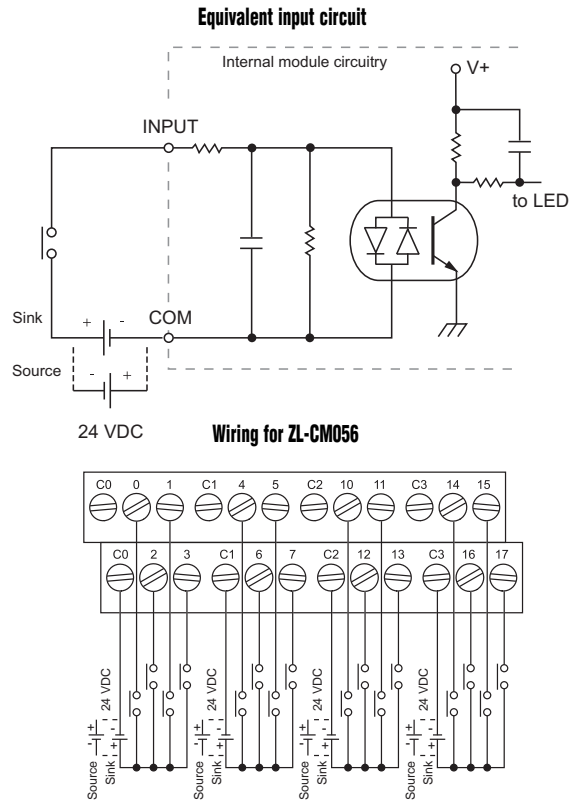 Equivalent input circuit
Internal module circuitry
V+
INPUT
to LED
Sink
+ -
COM
Source
- +
24 VDC
Wiring for ZL-CM056
C0 0 1 C1 4 5 C2 10 11 C3 14 15
C0 2 3 C1 6 7 C2 12 13 C3 16 17
24 VDC 24 VDC 24 VDC 24 VDC
+ - + - + - + -
- + - + - + - +
Source Sink Source Sink Source Sink Source Sink